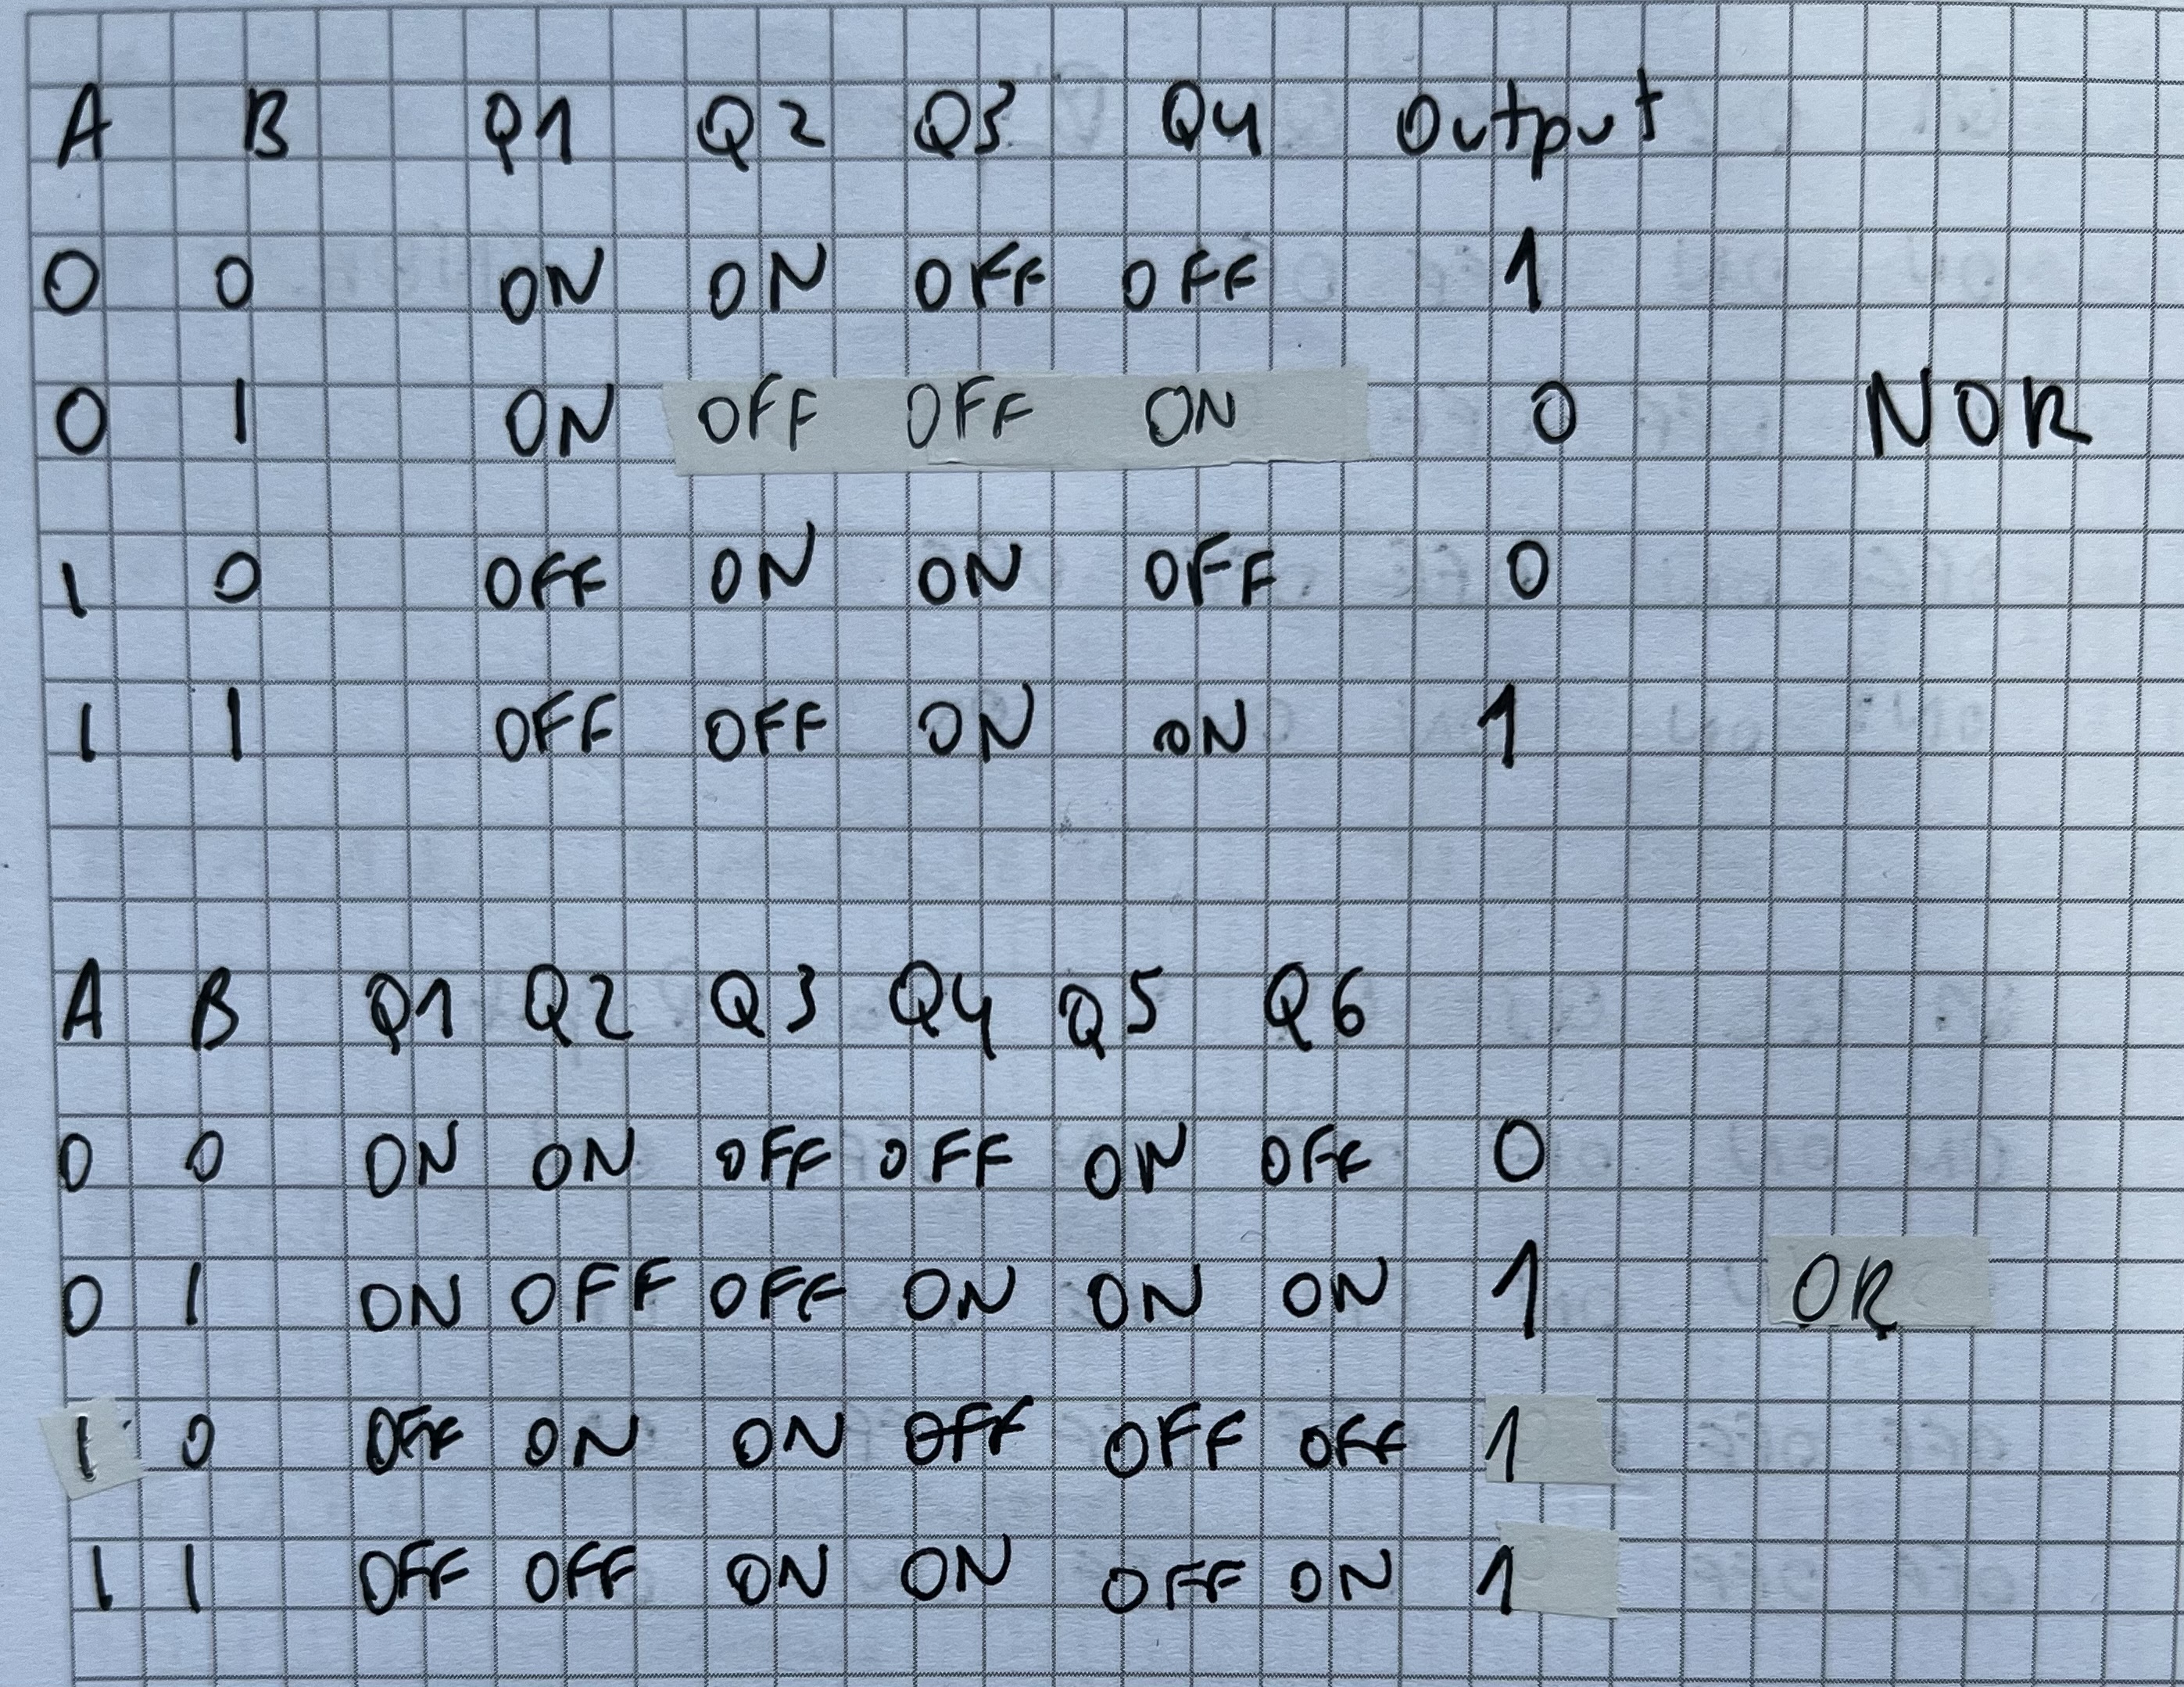 A B Q1 Q2 Q3 Q4 Output
0 0 ON ON OFF OFF 1
0 1 ON OFF OFF ON 0 NOR
1 0 OFF ON ON OFF 0
1 1 OFF OFF ON ON 1
A B Q1 Q2 Q3 Q4 Q5 Q6
0 0 ON ON OFF OFF ON OFF 0
0 1 ON OFF OFF ON ON ON 1 OR
1 0 OFF ON ON OFF OFF OFF 1
1 1 OFF OFF ON ON OFF ON 1